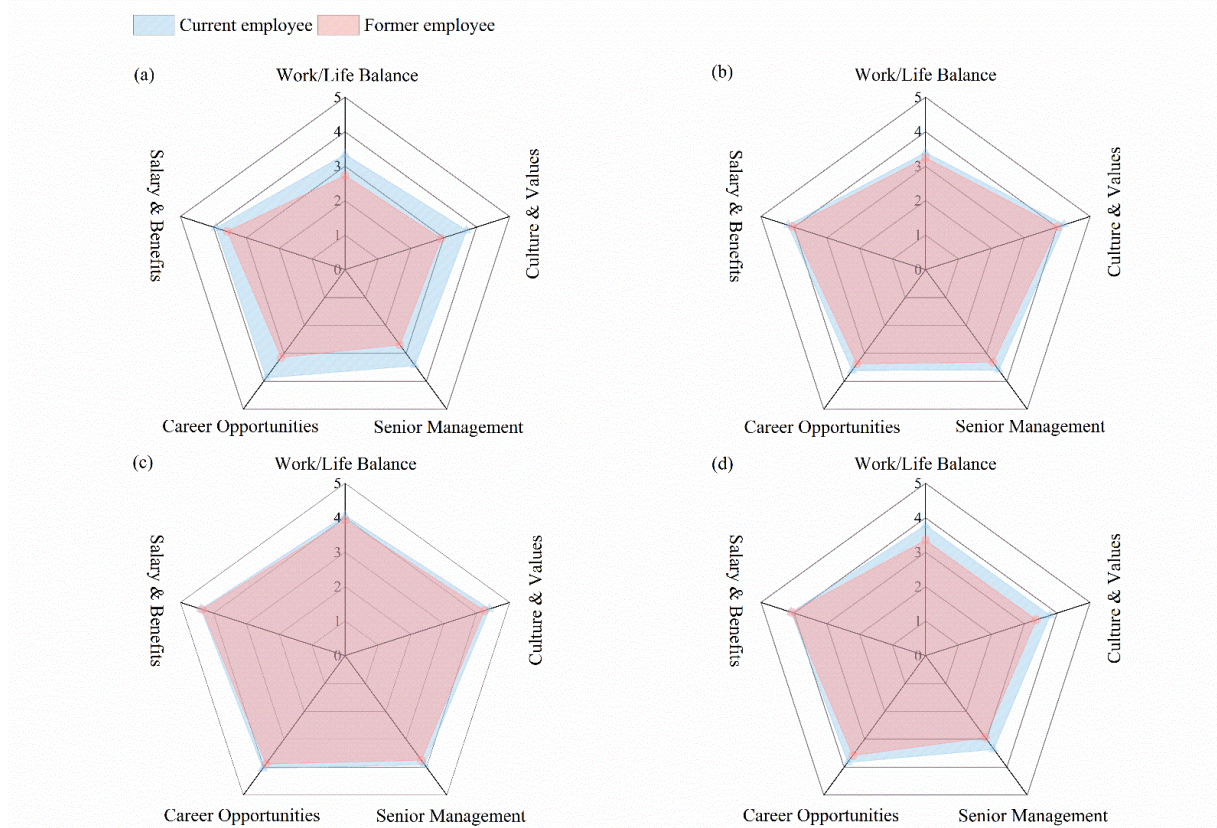 Current employee Former employee
(a)
Work/Life Balance
5
4
3
2
1
0
Salary & Benefits
Culture & Values
Career Opportunities
Senior Management
(b)
Work/Life Balance
5
4
3
2
1
0
Salary & Benefits
Culture & Values
Career Opportunities
Senior Management
(c)
Work/Life Balance
5
4
3
2
1
0
Salary & Benefits
Culture & Values
Career Opportunities
Senior Management
(d)
Work/Life Balance
5
4
3
2
1
0
Salary & Benefits
Culture & Values
Career Opportunities
Senior Management